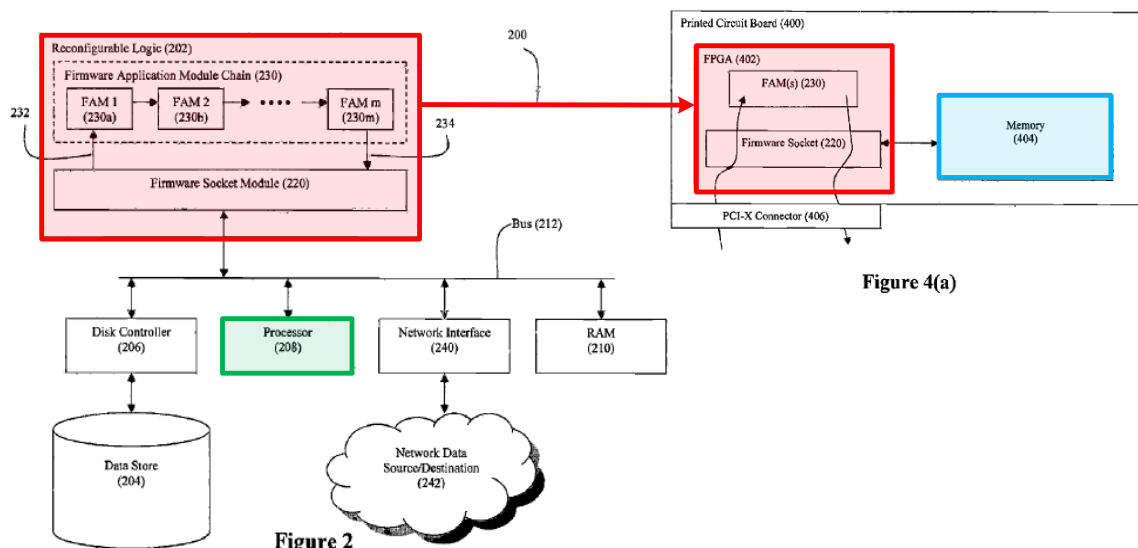 Reconfigurable Logic (202)
Firmware Application Module Chain (230)
FAM 1
(230a)
FAM 2
(230b)
FAM m
(230m)
232
234
Firmware Socket Module (220)
200
Bus (212)
Disk Controller
(206)
Processor
(208)
Network Interface
(240)
RAM
(210)
Data Store
(204)
Network Data
Source/Destination
(242)
Figure 2
Printed Circuit Board (400)
FPGA (402)
FAM(s) (230)
Firmware Socket (220)
Memory
(404)
PCI-X Connector (406)
Figure 4(a)